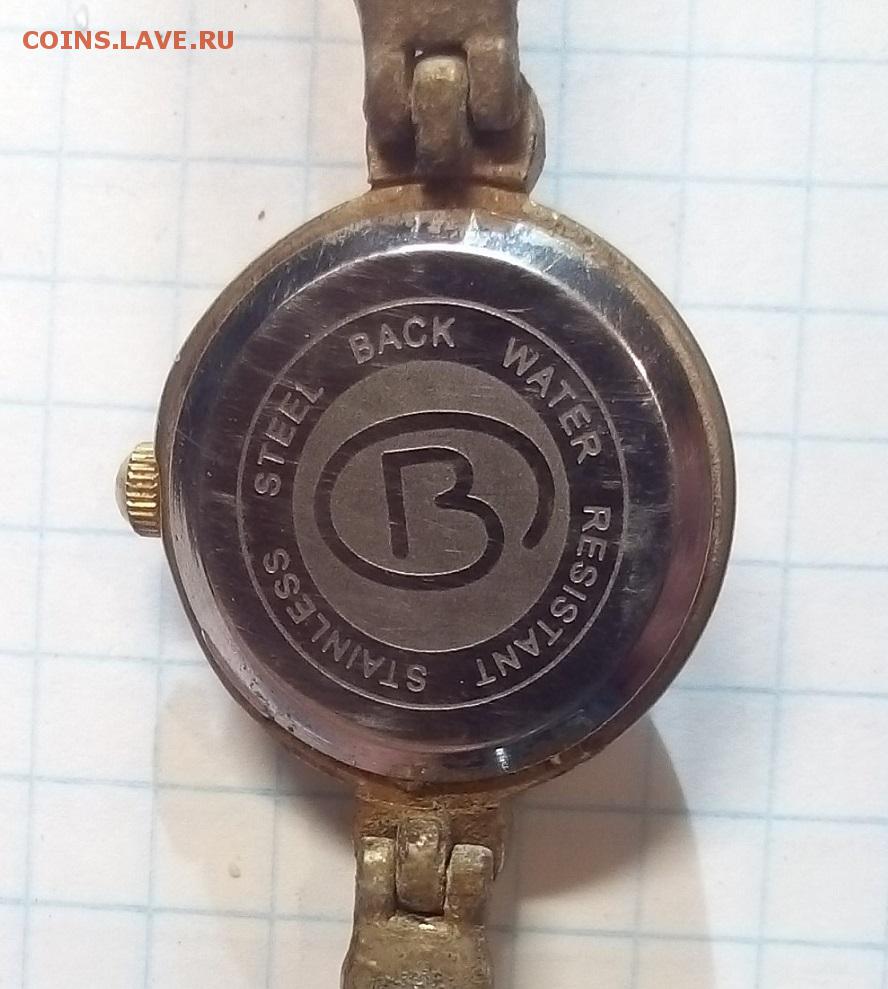 COINS.LAVE.RU
STAINLESS STEEL BACK WATER RESISTANT
B